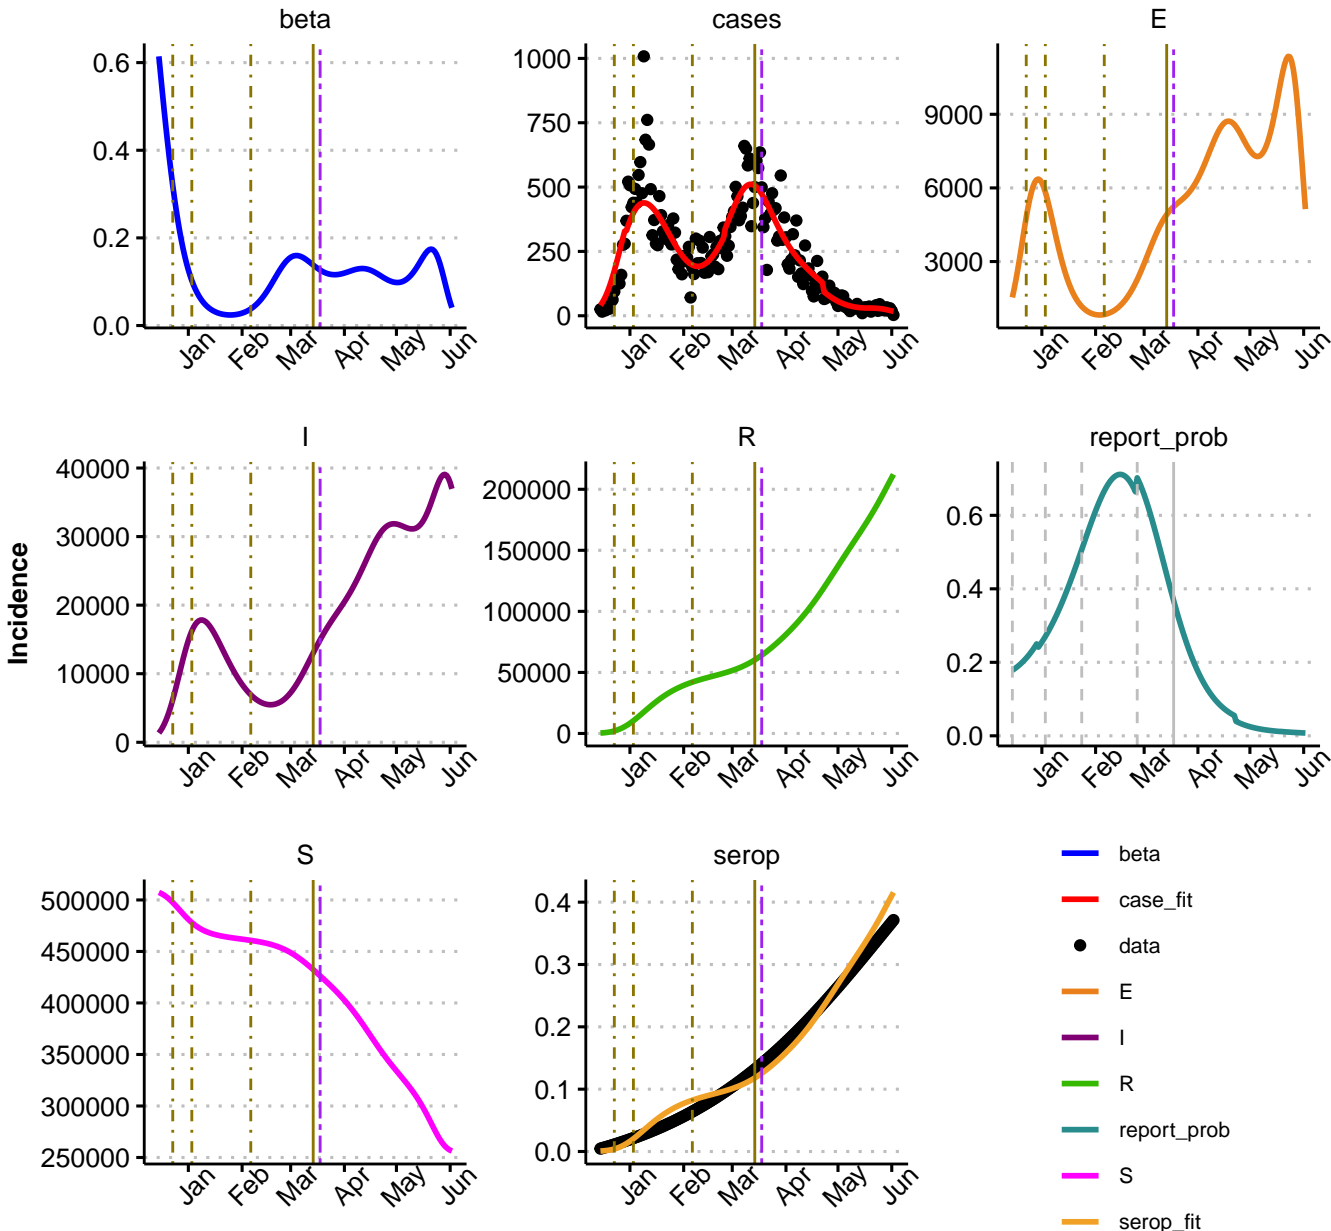 beta
0.6
0.4
0.2
0.0
Jan Feb Mar Apr May Jun
cases
1000
750
500
250
0
Jan Feb Mar Apr May Jun
E
9000
6000
3000
Jan Feb Mar Apr May Jun
Incidence
I
40000
30000
20000
10000
0
Jan Feb Mar Apr May Jun
R
200000
150000
100000
50000
0
Jan Feb Mar Apr May Jun
report_prob
0.6
0.4
0.2
0.0
Jan Feb Mar Apr May Jun
S
500000
450000
400000
350000
300000
250000
Jan Feb Mar Apr May Jun
serop
0.4
0.3
0.2
0.1
0.0
Jan Feb Mar Apr May Jun
beta
case_fit
data
E
I
R
report_prob
S
serop_fit